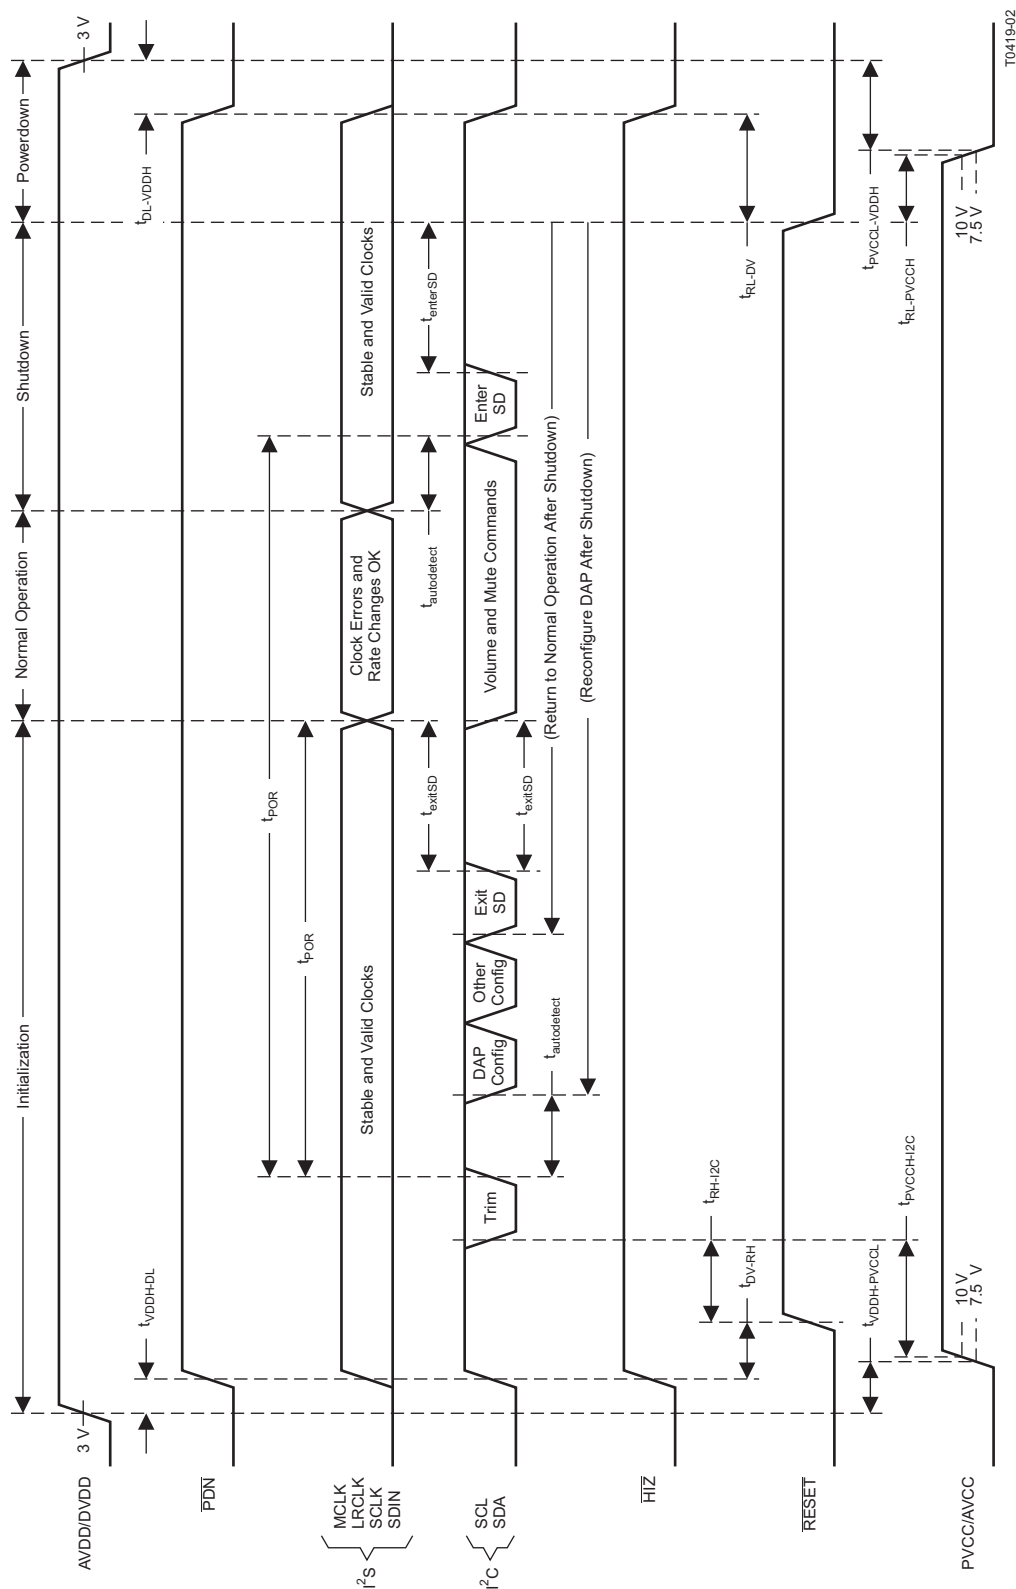 Initialization
Normal Operation
Shutdown
Powerdown
AVDD/DVDD
3 V
3 V
t_VDDH-DL
t_DL-VDDH
PDN
t_POR
t_POR
I²S
MCLK
LRCLK
SCLK
SDIN
Stable and Valid Clocks
Clock Errors and
Rate Changes OK
Stable and Valid Clocks
t_exitSD
t_autodetect
t_enterSD
I²C
SCL
SDA
Trim
DAP
Config
Other
Config
Exit
SD
Volume and Mute Commands
Enter
SD
t_exitSD
t_autodetect
(Return to Normal Operation After Shutdown)
(Reconfigure DAP After Shutdown)
HIZ
t_RH-I2C
t_DV-RH
t_RL-DV
RESET
t_VDDH-PVCCL
t_PVCCH-I2C
t_PVCCL-VDDH
t_RL-PVCCH
PVCC/AVCC
10 V
7.5 V
10 V
7.5 V
T0419-02